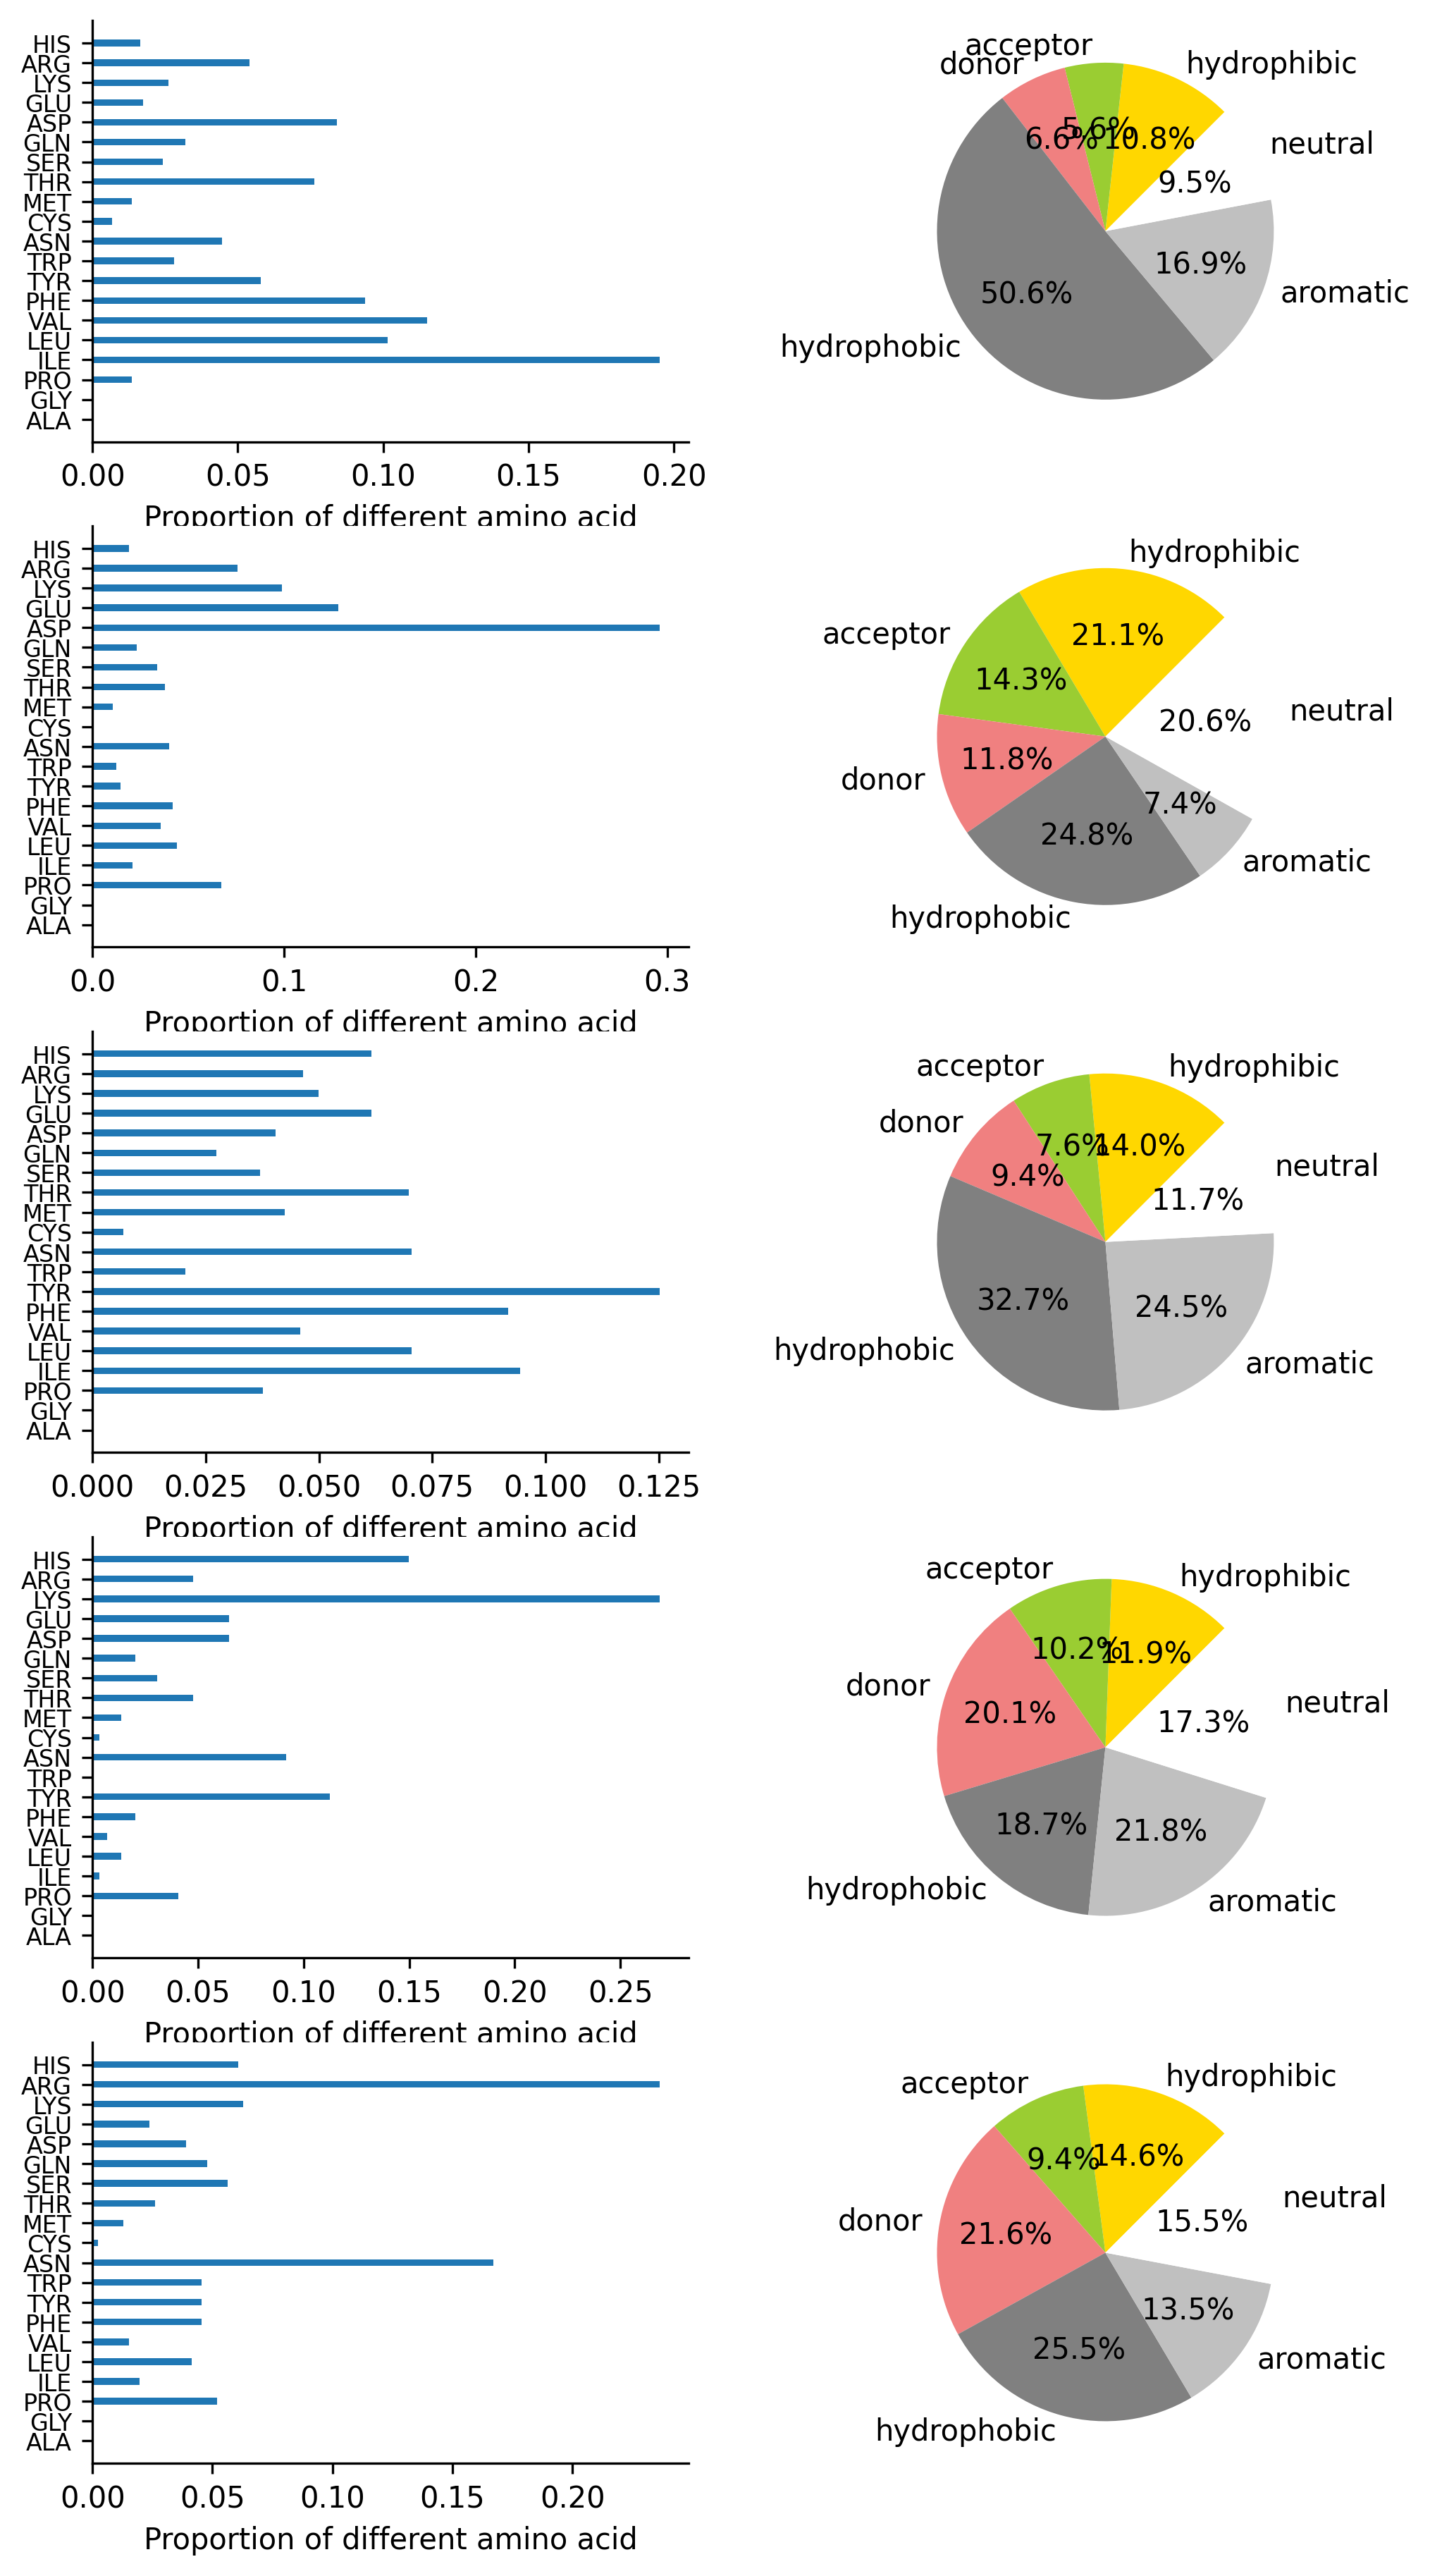 HIS
ARG
LYS
GLU
ASP
GLN
SER
THR
MET
CYS
ASN
TRP
TYR
PHE
VAL
LEU
ILE
PRO
GLY
ALA
0.00 0.05 0.10 0.15 0.20
Proportion of different amino acid
acceptor
donor
hydrophibic
neutral
5.6%
6.6%
10.8%
9.5%
16.9%
50.6%
aromatic
hydrophobic
HIS
ARG
LYS
GLU
ASP
GLN
SER
THR
MET
CYS
ASN
TRP
TYR
PHE
VAL
LEU
ILE
PRO
GLY
ALA
0.0 0.1 0.2 0.3
Proportion of different amino acid
hydrophibic
acceptor
21.1%
14.3%
neutral
20.6%
11.8%
donor
7.4%
24.8%
aromatic
hydrophobic
HIS
ARG
LYS
GLU
ASP
GLN
SER
THR
MET
CYS
ASN
TRP
TYR
PHE
VAL
LEU
ILE
PRO
GLY
ALA
0.000 0.025 0.050 0.075 0.100 0.125
Proportion of different amino acid
acceptor
hydrophibic
donor
7.6%
14.0%
neutral
9.4%
11.7%
32.7%
24.5%
hydrophobic
aromatic
HIS
ARG
LYS
GLU
ASP
GLN
SER
THR
MET
CYS
ASN
TRP
TYR
PHE
VAL
LEU
ILE
PRO
GLY
ALA
0.00 0.05 0.10 0.15 0.20 0.25
Proportion of different amino acid
acceptor
hydrophibic
10.2%
11.9%
donor
20.1%
neutral
17.3%
18.7%
21.8%
hydrophobic
aromatic
HIS
ARG
LYS
GLU
ASP
GLN
SER
THR
MET
CYS
ASN
TRP
TYR
PHE
VAL
LEU
ILE
PRO
GLY
ALA
0.00 0.05 0.10 0.15 0.20
Proportion of different amino acid
acceptor
hydrophibic
9.4%
14.6%
neutral
donor
21.6%
15.5%
13.5%
25.5%
aromatic
hydrophobic